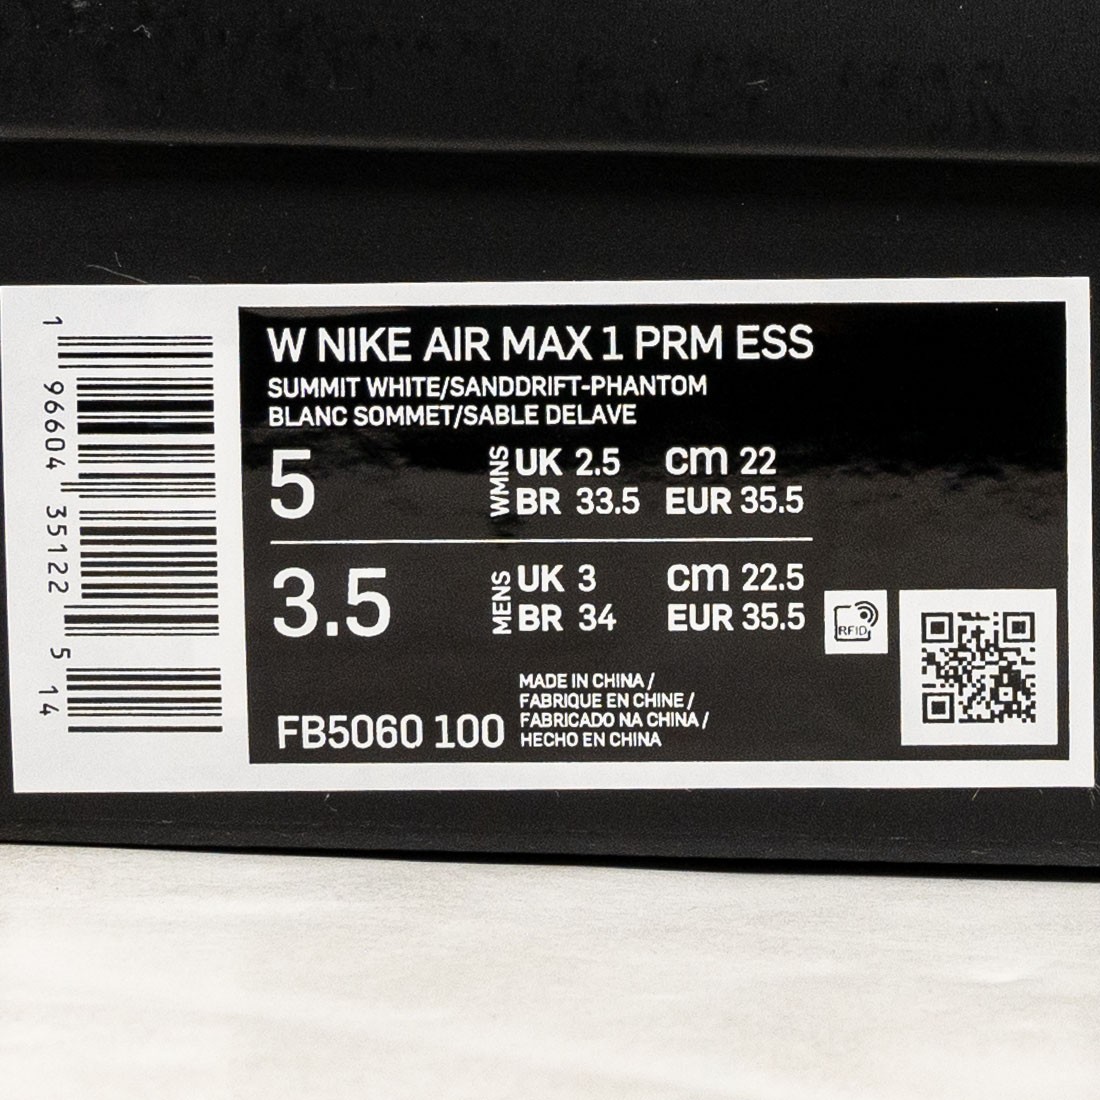 W NIKE AIR MAX 1 PRM ESS
SUMMIT WHITE/SANDDRIFT-PHANTOM
BLANC SOMMET/SABLE DELAVE
5 WMNS UK 2.5 cm 22
BR 33.5 EUR 35.5
3.5 MENS UK 3 cm 22.5
BR 34 EUR 35.5
RFID
MADE IN CHINA /
FABRIQUE EN CHINE /
FABRICADO NA CHINA /
HECHO EN CHINA
FB5060 100
1 96604 35122 5 14